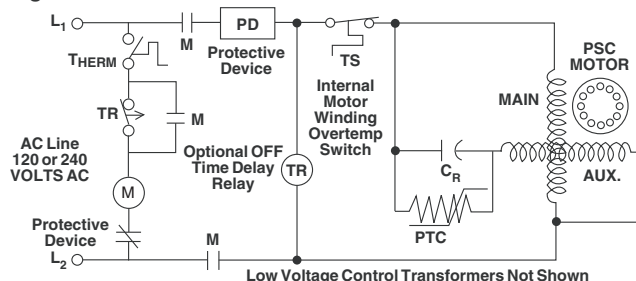 L1
M
PD
Protective
Device
TS
Internal
Motor
Winding
Overtemp
Switch
THERM
TR
M
AC Line
120 or 240
VOLTS AC
M
Protective
Device
L2
M
Optional OFF
Time Delay
Relay
TR
MAIN
PSC
MOTOR
CR
AUX.
PTC
Low Voltage Control Transformers Not Shown